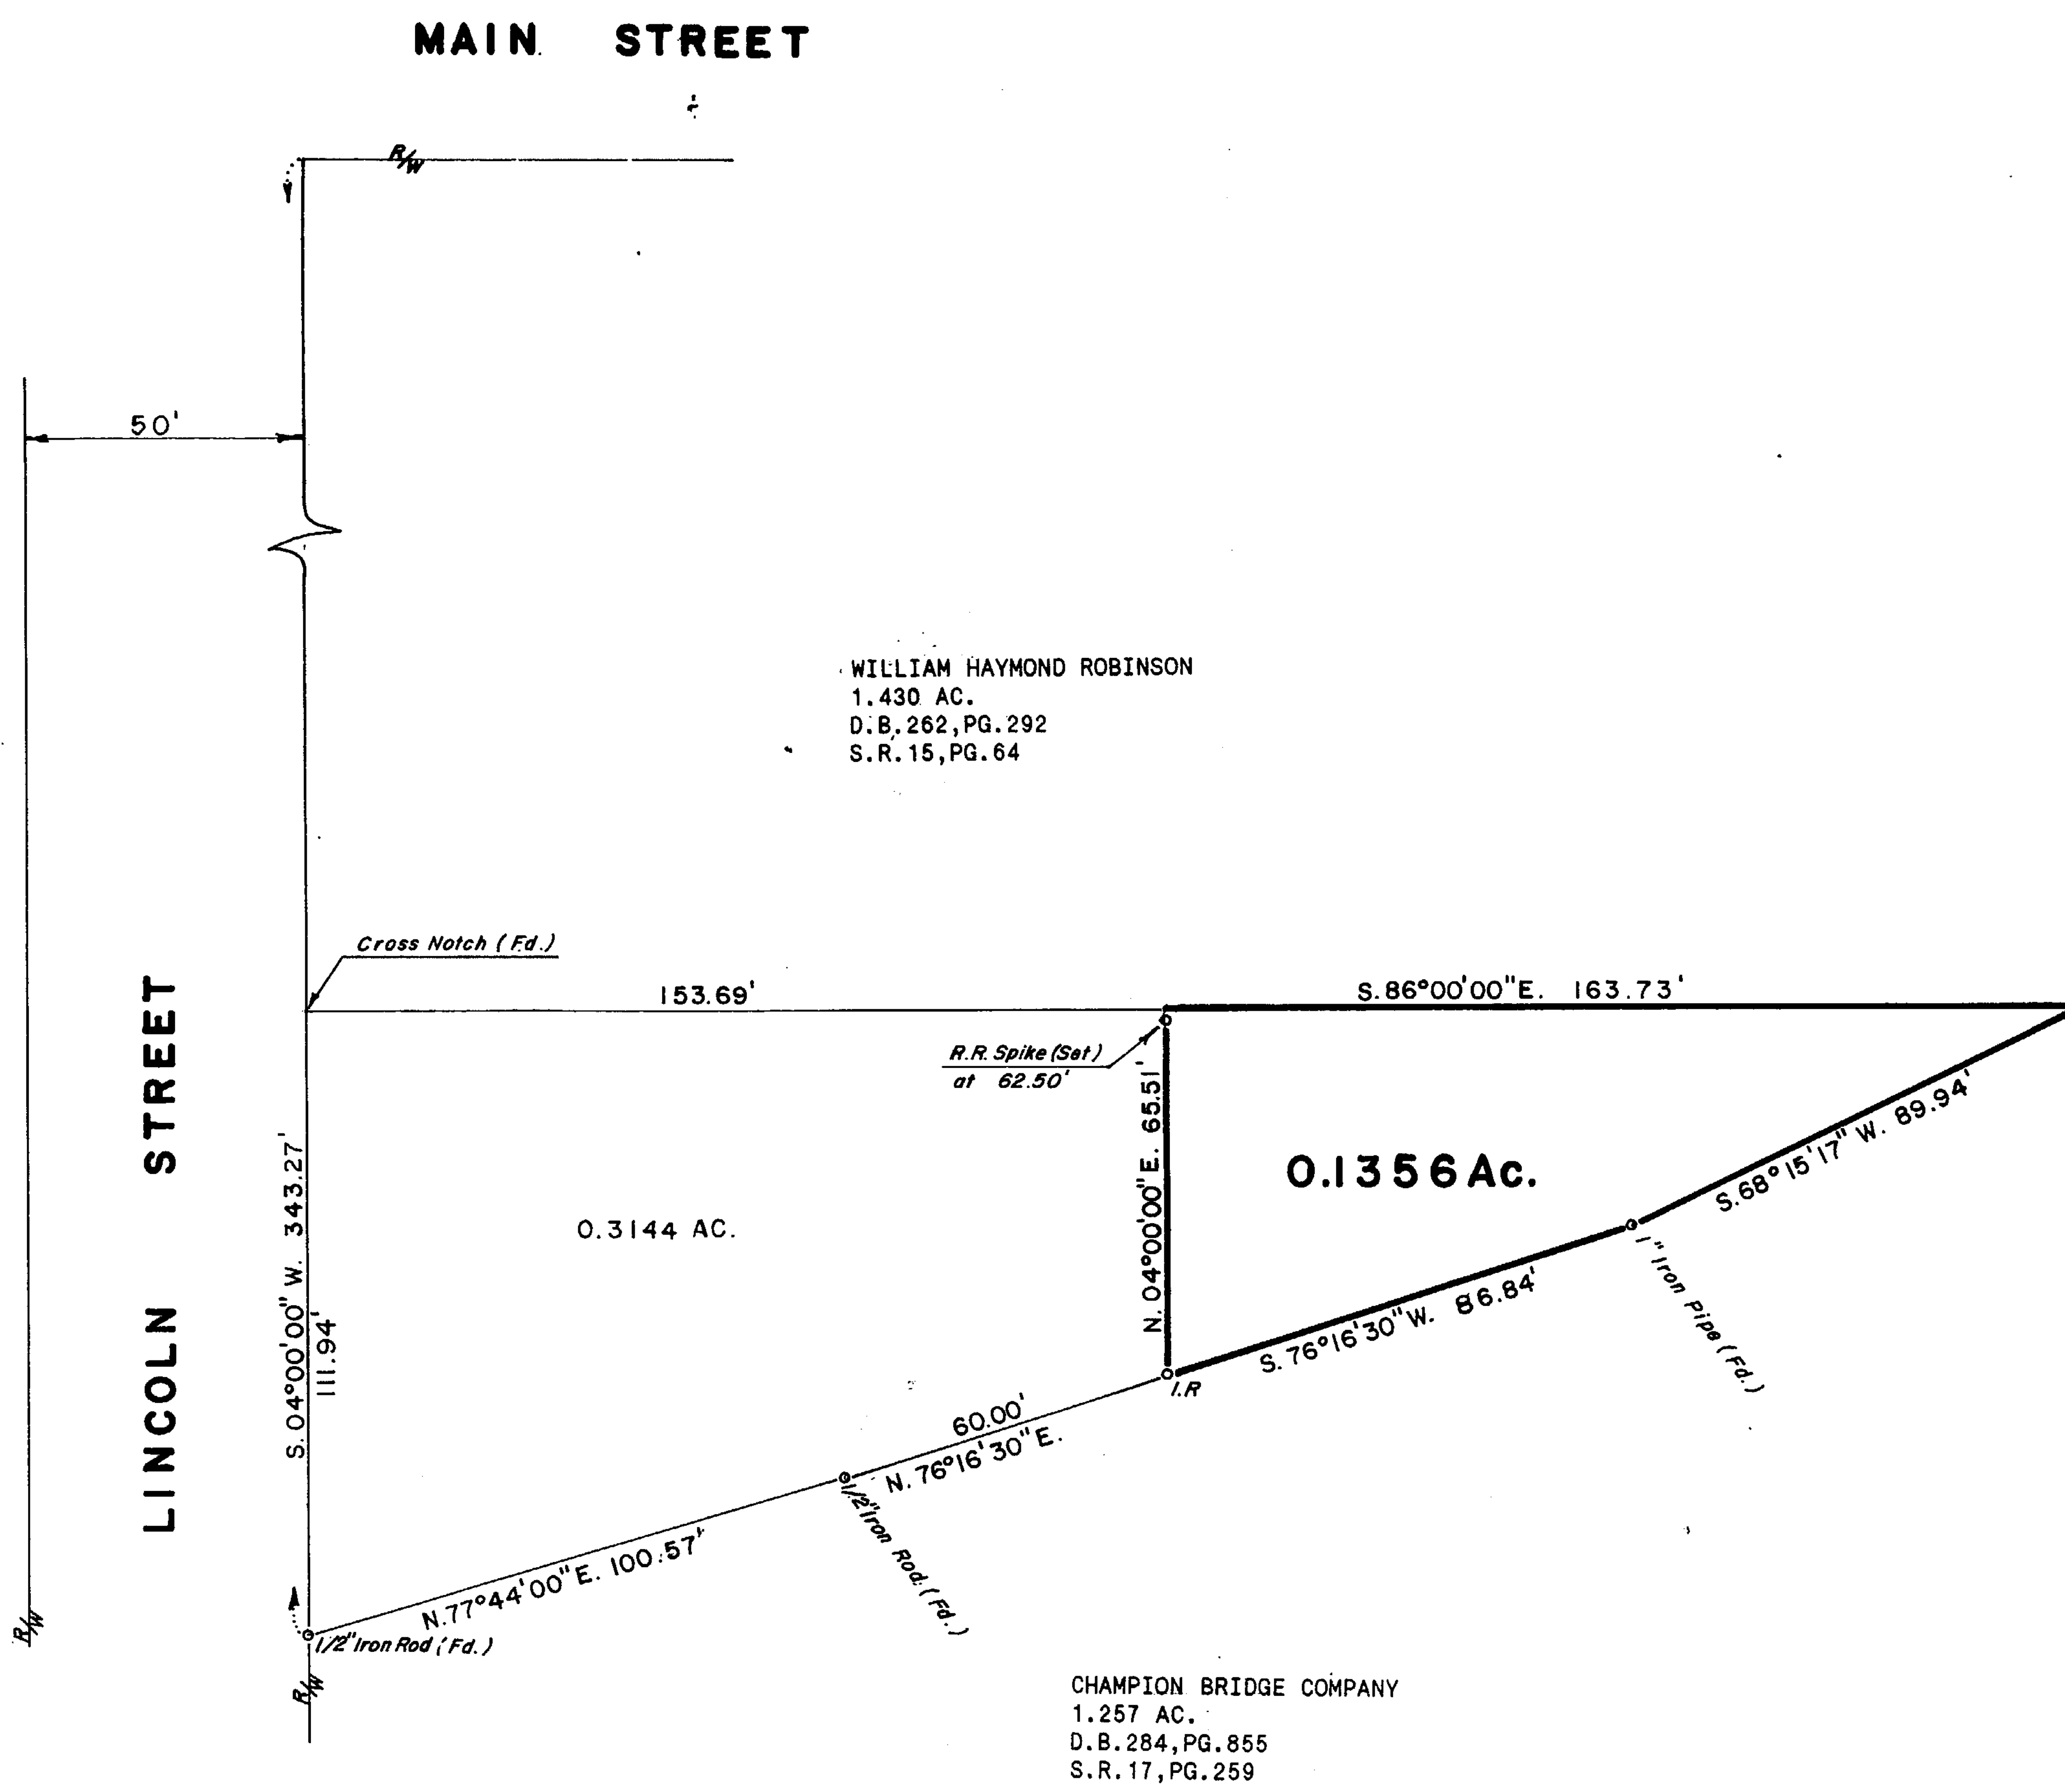 MAIN STREET
R/W
50'
WILLIAM HAYMOND ROBINSON
1.430 AC.
D.B.262,PG.292
S.R.15,PG.64
Cross Notch (Fd.)
153.69'
S.86°00'00"E. 163.73'
R.R. Spike (Set)
at 62.50'
N. 04°00'00"E. 65.51'
0.1356Ac.
S.68°15'17" W. 89.94'
LINCOLN STREET
S.04°00'00" W. 343.27'
111.94'
0.3144 AC.
S.76°16'30"W. 86.84'
1" Iron Pipe (Fd.)
I.R
60.00'
N.76°16'30"E.
1/2" Iron Rod (Fd.)
N.77°44'00"E. 100.57'
1/2" Iron Rod (Fd.)
R/W
R/W
CHAMPION BRIDGE COMPANY
1.257 AC.
D.B.284,PG.855
S.R.17,PG.259